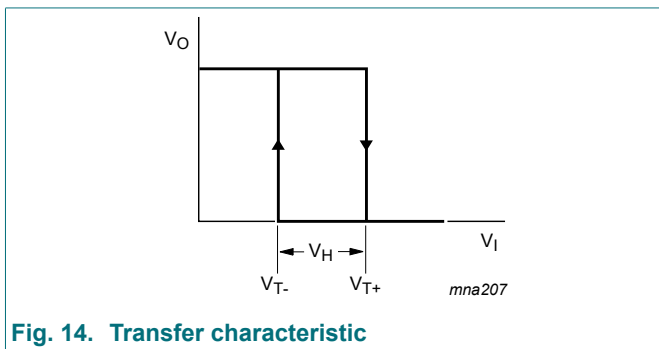 VO
VH
VI
VT-
VT+
mna207
Fig. 14. Transfer characteristic